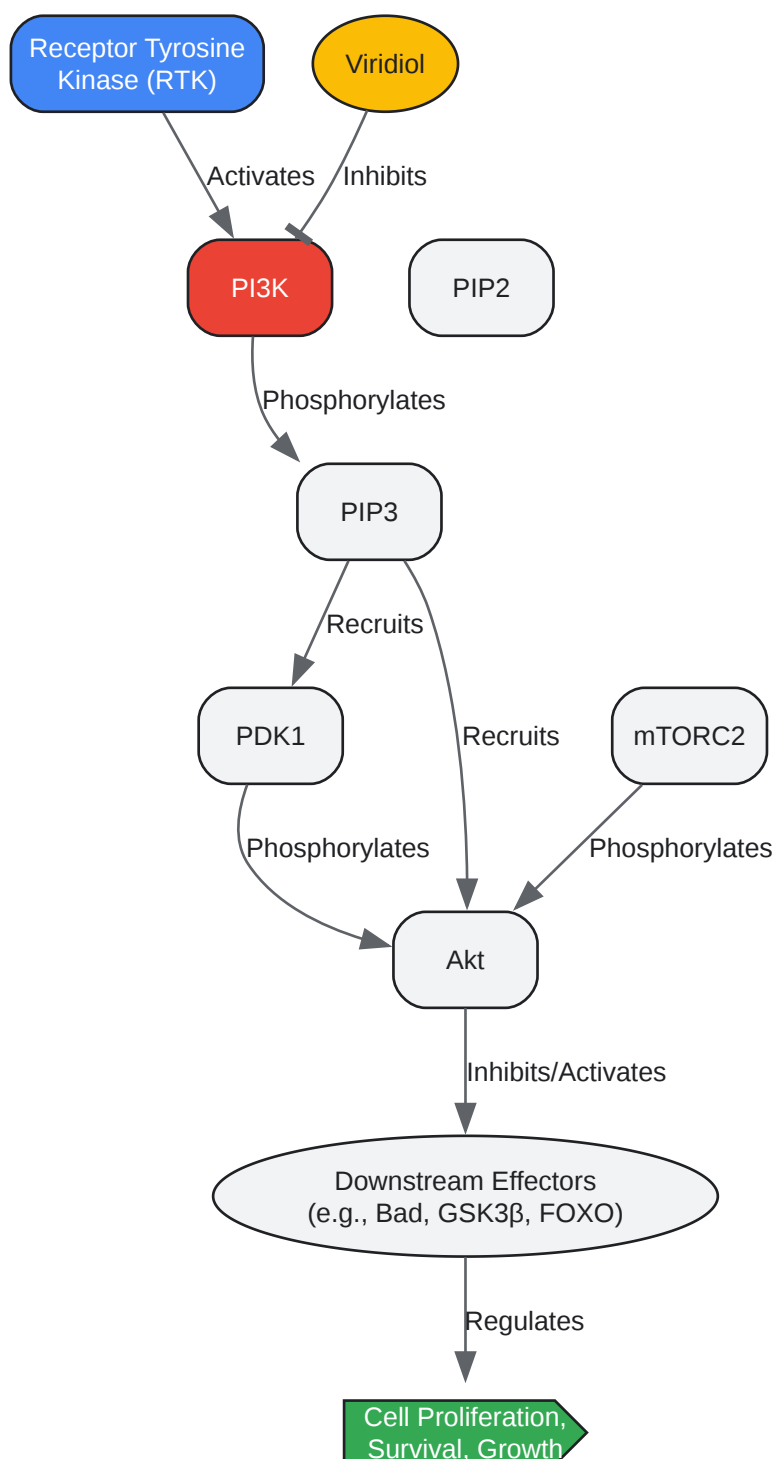 Receptor Tyrosine
Kinase (RTK)
Viridiol
Activates
Inhibits
PI3K
PIP2
Phosphorylates
PIP3
Recruits
PDK1
Recruits
mTORC2
Phosphorylates
Phosphorylates
Akt
Inhibits/Activates
Downstream Effectors
(e.g., Bad, GSK3β, FOXO)
Regulates
Cell Proliferation,
Survival, Growth